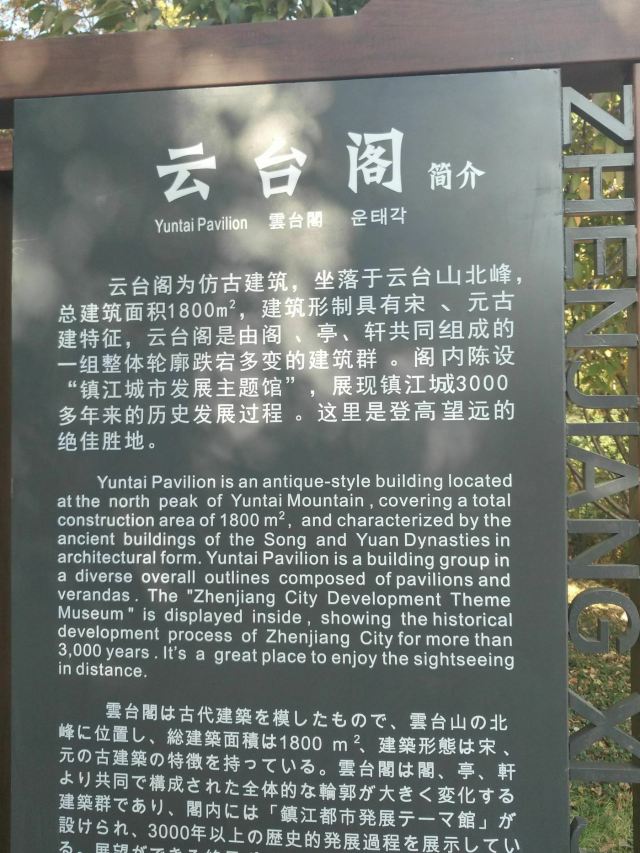 云台阁 简介
Yuntai Pavilion 雲台閣 운태각
云台阁为仿古建筑，坐落于云台山北峰，
总建筑面积1800m²，建筑形制具有宋、元古
建特征，云台阁是由阁、亭、轩共同组成的
一组整体轮廓跌宕多变的建筑群。阁内陈设
“镇江城市发展主题馆”，展现镇江城3000
多年来的历史发展过程。这里是登高望远的
绝佳胜地。
Yuntai Pavilion is an antique-style building located
at the north peak of Yuntai Mountain, covering a total
construction area of 1800 m², and characterized by the
ancient buildings of the Song and Yuan Dynasties in
architectural form. Yuntai Pavilion is a building group in
a diverse overall outlines composed of pavilions and
verandas. The "Zhenjiang City Development Theme
Museum" is displayed inside, showing the historical
development process of Zhenjiang City for more than
3,000 years. It's a great place to enjoy the sightseeing
in distance.
雲台閣は古代建築を模したもので、雲台山の北
峰に位置し、総建築面積は1800 m²、建築形態は宋、
元の古建築の特徴を持っている。雲台閣は閣、亭、軒
より共同で構成された全体的な輪郭が大きく変化する
建築群であり、閣内には「鎮江都市発展テーマ館」が
設けられ、3000年以上の歴史的発展過程を展示してい
る。展望ができる
ZHENJIANG XI